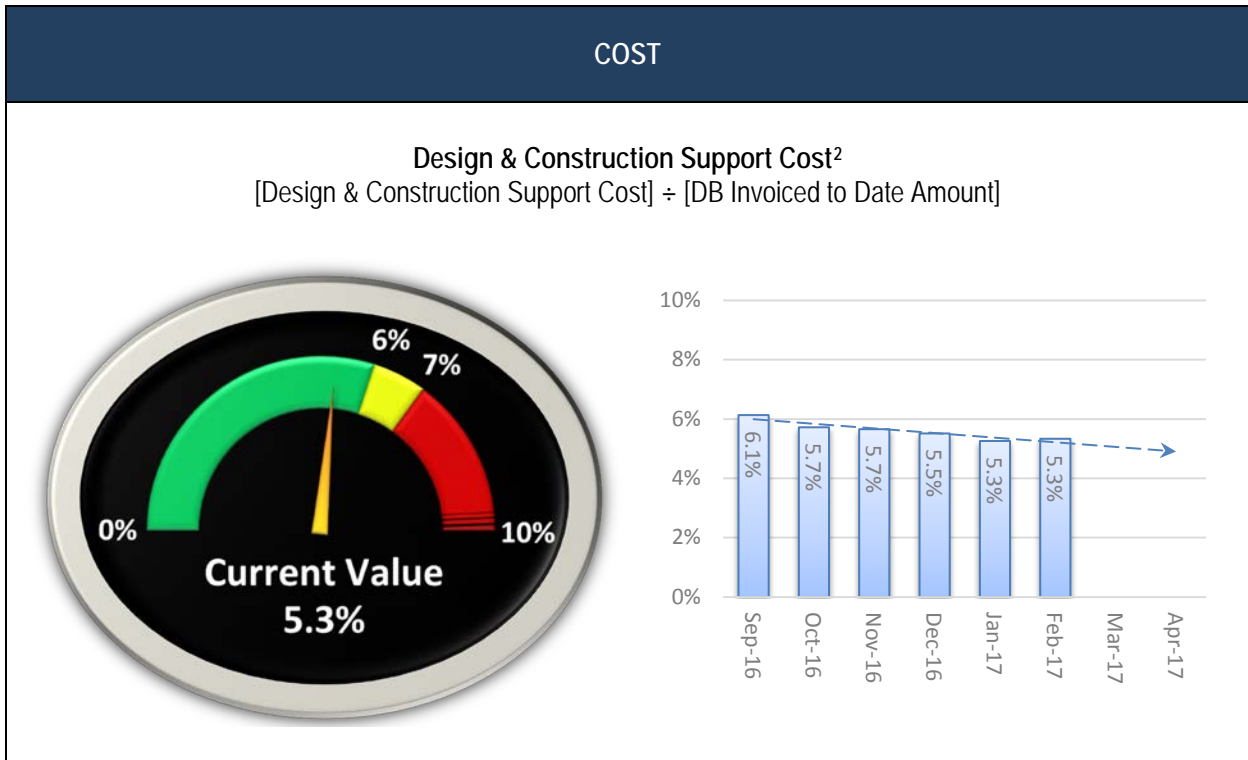 COST
Design & Construction Support Cost²
[Design & Construction Support Cost] ÷ [DB Invoiced to Date Amount]
0%
6%
7%
10%
Current Value
5.3%
10%
8%
6%
4%
2%
0%
6.1%
5.7%
5.7%
5.5%
5.3%
5.3%
Sep-16
Oct-16
Nov-16
Dec-16
Jan-17
Feb-17
Mar-17
Apr-17